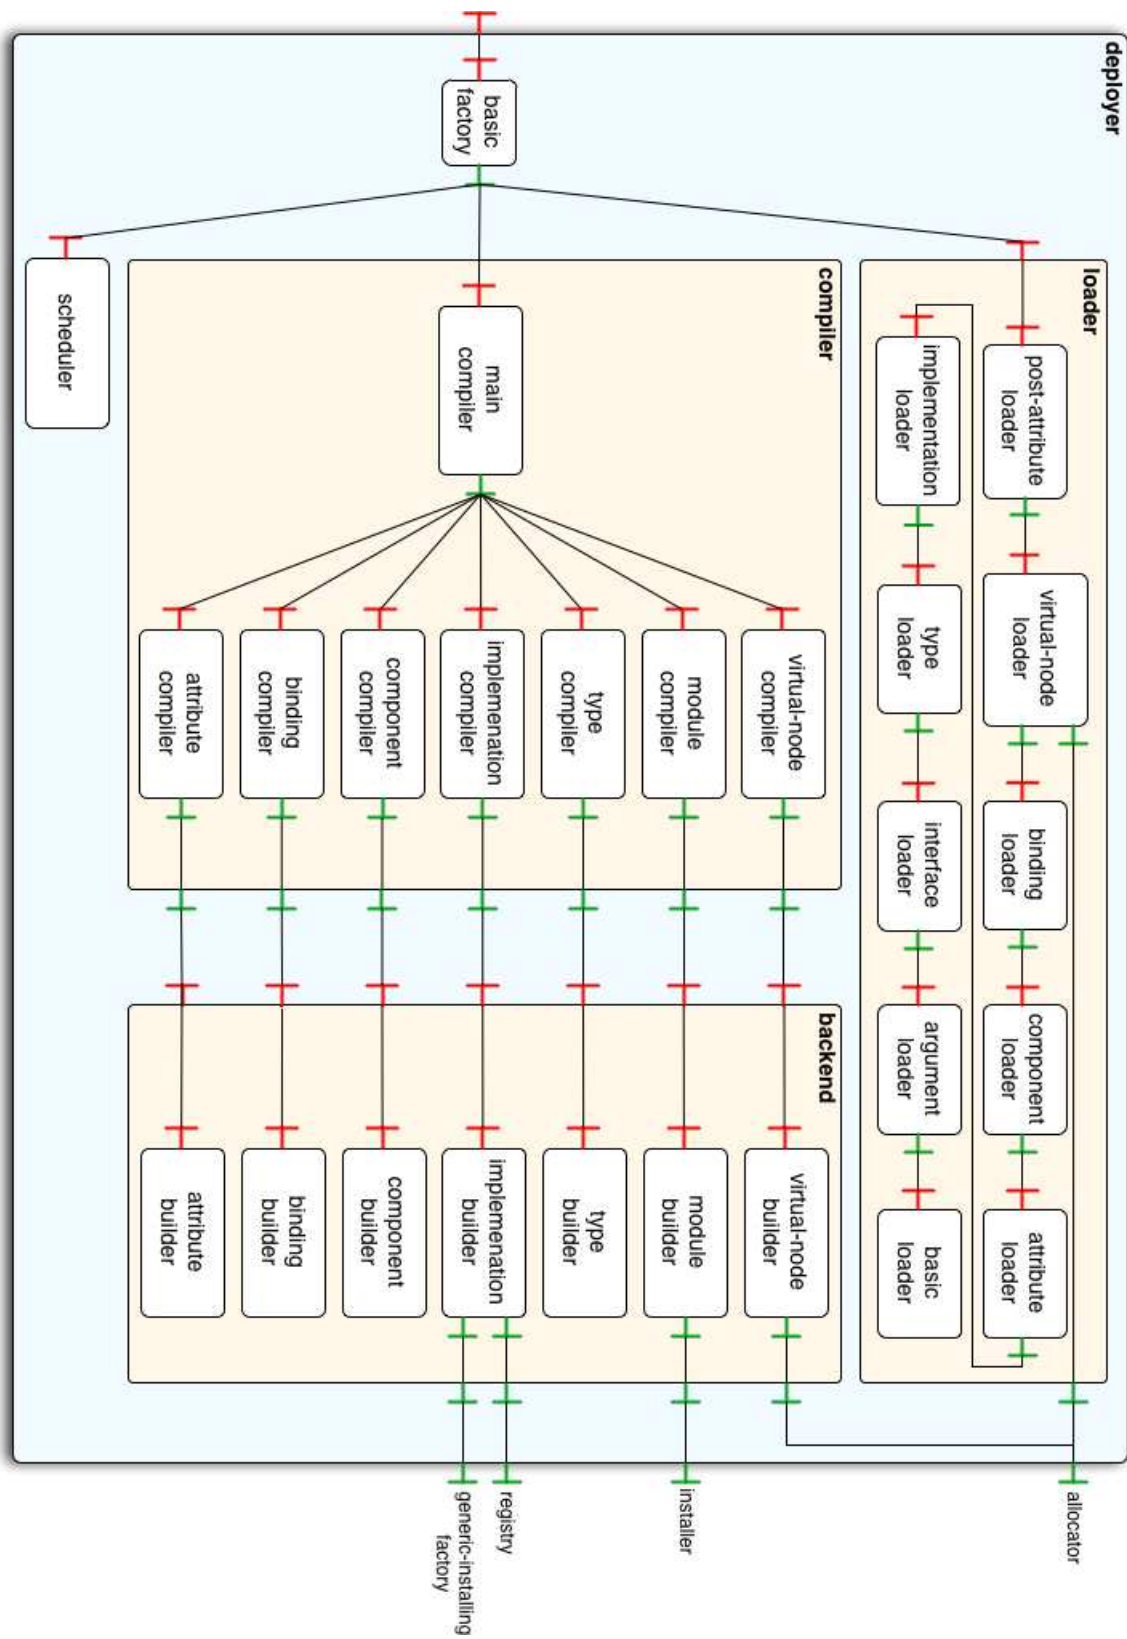 deployer
basic
factory
loader
post-attribute
loader
virtual-node
loader
binding
loader
component
loader
attribute
loader
implementation
loader
type
loader
interface
loader
argument
loader
basic
loader
compiler
main
compiler
virtual-node
compiler
module
compiler
type
compiler
implemenation
compiler
component
compiler
binding
compiler
attribute
compiler
backend
virtual-node
builder
module
builder
type
builder
implemenation
builder
component
builder
binding
builder
attribute
builder
scheduler
allocator
installer
registry
generic-installing
factory